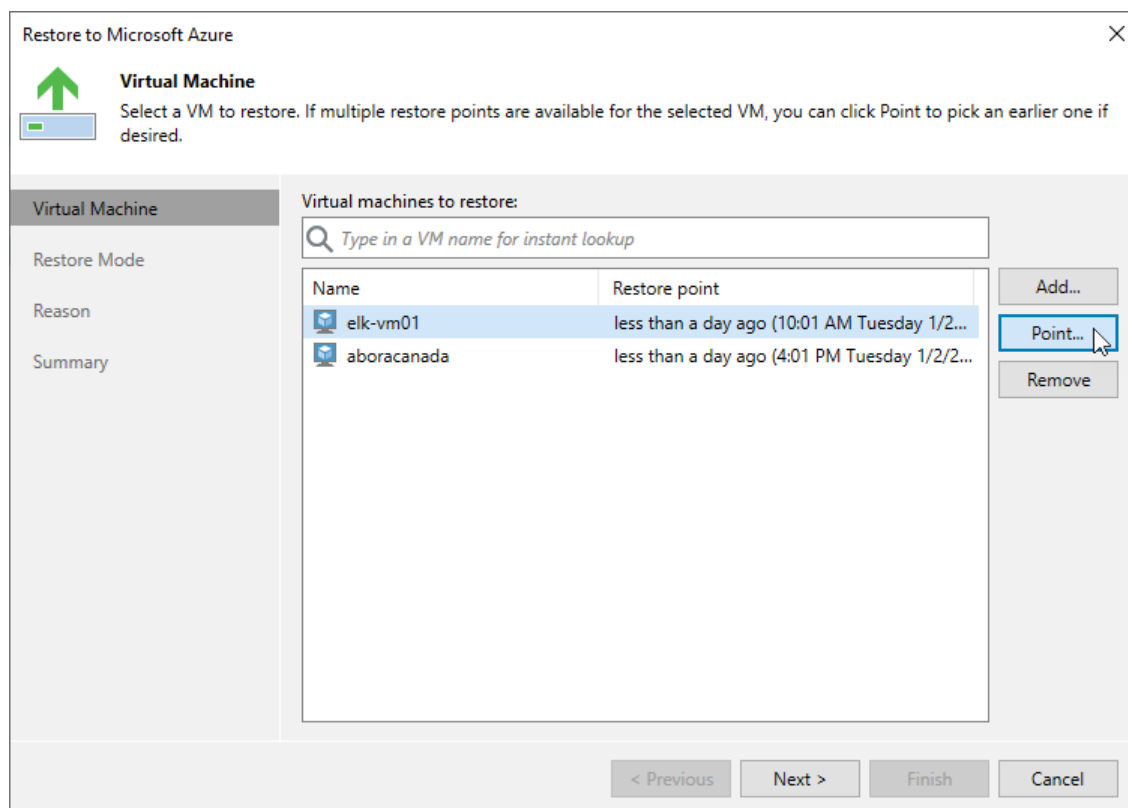 Restore to Microsoft Azure
Virtual Machine
Select a VM to restore. If multiple restore points are available for the selected VM, you can click Point to pick an earlier one if
desired.
Virtual Machine
Restore Mode
Reason
Summary
Virtual machines to restore:
Type in a VM name for instant lookup
Name Restore point
elk-vm01 less than a day ago (10:01 AM Tuesday 1/2...
aboracanada less than a day ago (4:01 PM Tuesday 1/2/2...
Add...
Point...
Remove
< Previous Next > Finish Cancel